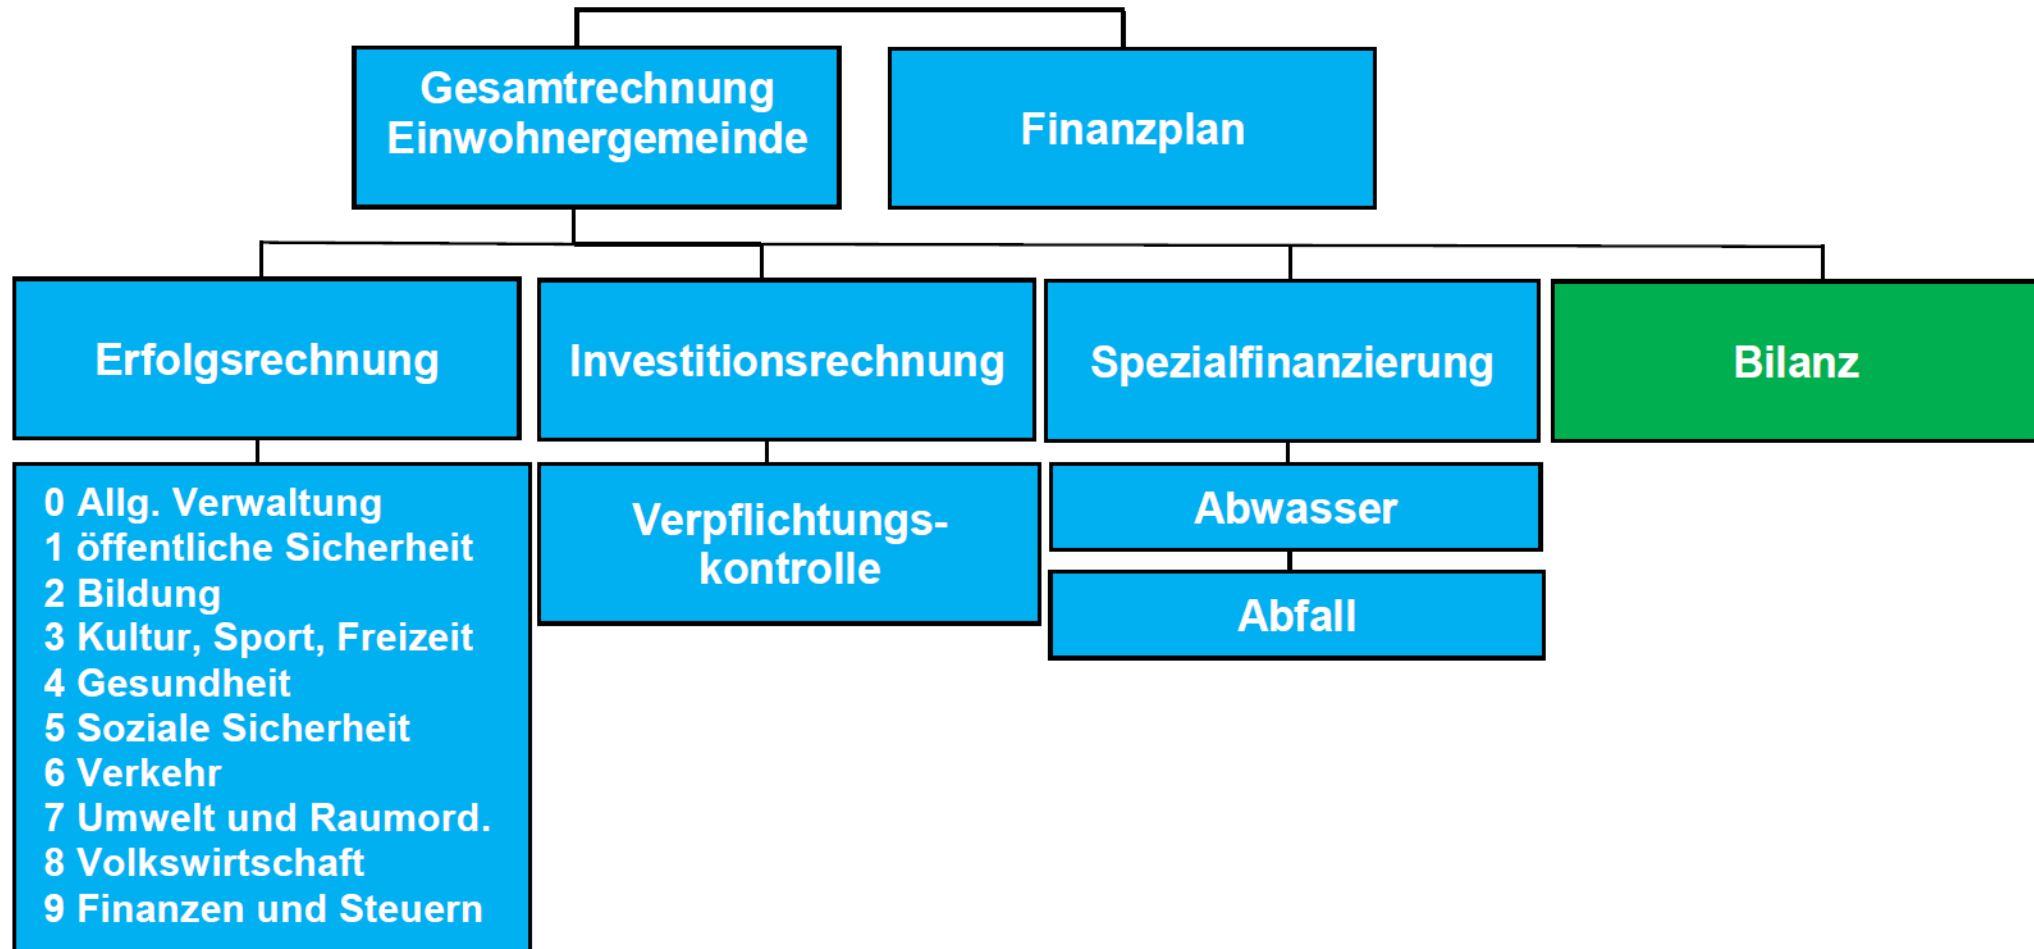 Gesamtrechnung
Einwohnergemeinde
Finanzplan
Erfolgsrechnung
Investitionsrechnung
Spezialfinanzierung
Bilanz
0 Allg. Verwaltung
1 öffentliche Sicherheit
2 Bildung
3 Kultur, Sport, Freizeit
4 Gesundheit
5 Soziale Sicherheit
6 Verkehr
7 Umwelt und Raumord.
8 Volkswirtschaft
9 Finanzen und Steuern
Verpflichtungs-
kontrolle
Abwasser
Abfall